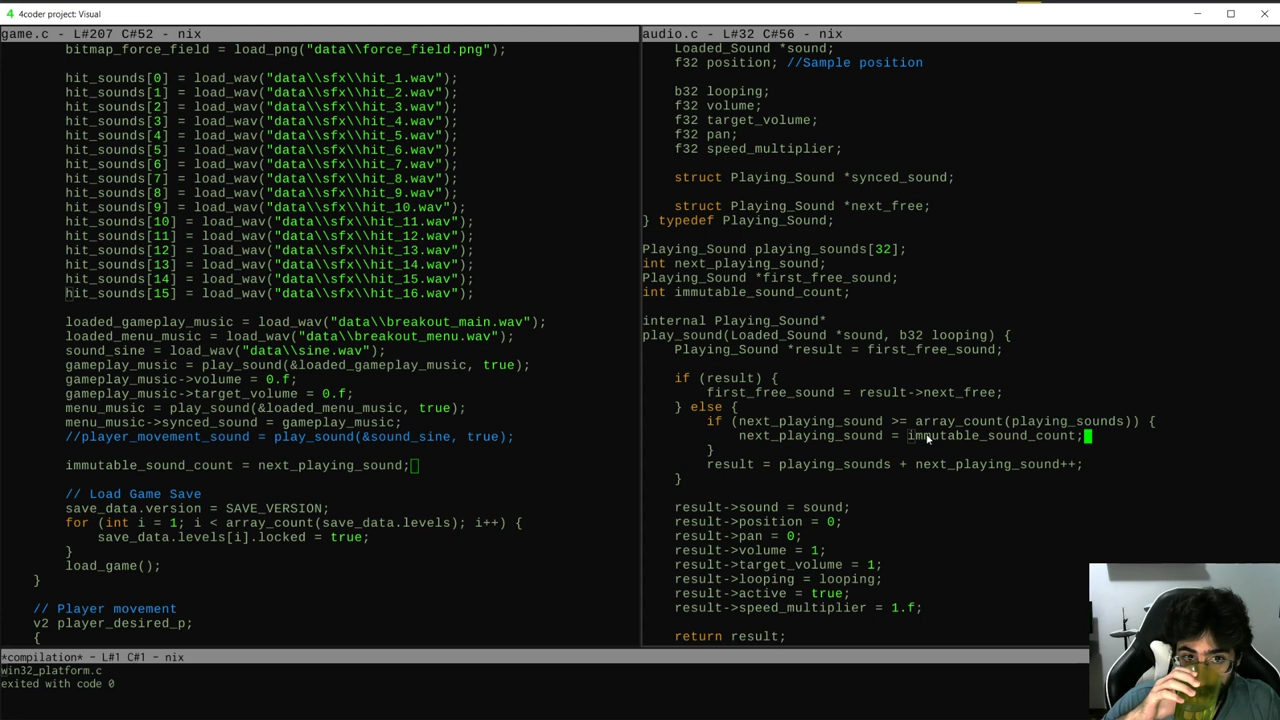 4coder project: Visual
game.c - L#207 C#52 - nix
bitmap_force_field = load_png("data\\force_field.png");
hit_sounds[0] = load_wav("data\\sfx\\hit_1.wav");
hit_sounds[1] = load_wav("data\\sfx\\hit_2.wav");
hit_sounds[2] = load_wav("data\\sfx\\hit_3.wav");
hit_sounds[3] = load_wav("data\\sfx\\hit_4.wav");
hit_sounds[4] = load_wav("data\\sfx\\hit_5.wav");
hit_sounds[5] = load_wav("data\\sfx\\hit_6.wav");
hit_sounds[6] = load_wav("data\\sfx\\hit_7.wav");
hit_sounds[7] = load_wav("data\\sfx\\hit_8.wav");
hit_sounds[8] = load_wav("data\\sfx\\hit_9.wav");
hit_sounds[9] = load_wav("data\\sfx\\hit_10.wav");
hit_sounds[10] = load_wav("data\\sfx\\hit_11.wav");
hit_sounds[11] = load_wav("data\\sfx\\hit_12.wav");
hit_sounds[12] = load_wav("data\\sfx\\hit_13.wav");
hit_sounds[13] = load_wav("data\\sfx\\hit_14.wav");
hit_sounds[14] = load_wav("data\\sfx\\hit_15.wav");
hit_sounds[15] = load_wav("data\\sfx\\hit_16.wav");
loaded_gameplay_music = load_wav("data\\breakout_main.wav");
loaded_menu_music = load_wav("data\\breakout_menu.wav");
sound_sine = load_wav("data\\sine.wav");
gameplay_music = play_sound(&loaded_gameplay_music, true);
gameplay_music->volume = 0.f;
gameplay_music->target_volume = 0.f;
menu_music = play_sound(&loaded_menu_music, true);
menu_music->synced_sound = gameplay_music;
//player_movement_sound = play_sound(&sound_sine, true);
immutable_sound_count = next_playing_sound;
// Load Game Save
save_data.version = SAVE_VERSION;
for (int i = 1; i < array_count(save_data.levels); i++) {
save_data.levels[i].locked = true;
}
load_game();
}
// Player movement
v2 player_desired_p;
{
audio.c - L#32 C#56 - nix
Loaded_Sound *sound;
f32 position; //Sample position
b32 looping;
f32 volume;
f32 target_volume;
f32 pan;
f32 speed_multiplier;
struct Playing_Sound *synced_sound;
struct Playing_Sound *next_free;
} typedef Playing_Sound;
Playing_Sound playing_sounds[32];
int next_playing_sound;
Playing_Sound *first_free_sound;
int immutable_sound_count;
internal Playing_Sound*
play_sound(Loaded_Sound *sound, b32 looping) {
Playing_Sound *result = first_free_sound;
if (result) {
first_free_sound = result->next_free;
} else {
if (next_playing_sound >= array_count(playing_sounds)) {
next_playing_sound = immutable_sound_count;
}
result = playing_sounds + next_playing_sound++;
}
result->sound = sound;
result->position = 0;
result->pan = 0;
result->volume = 1;
result->target_volume = 1;
result->looping = looping;
result->active = true;
result->speed_multiplier = 1.f;
return result;
*compilation* - L#1 C#1 - nix
win32_platform.c
exited with code 0